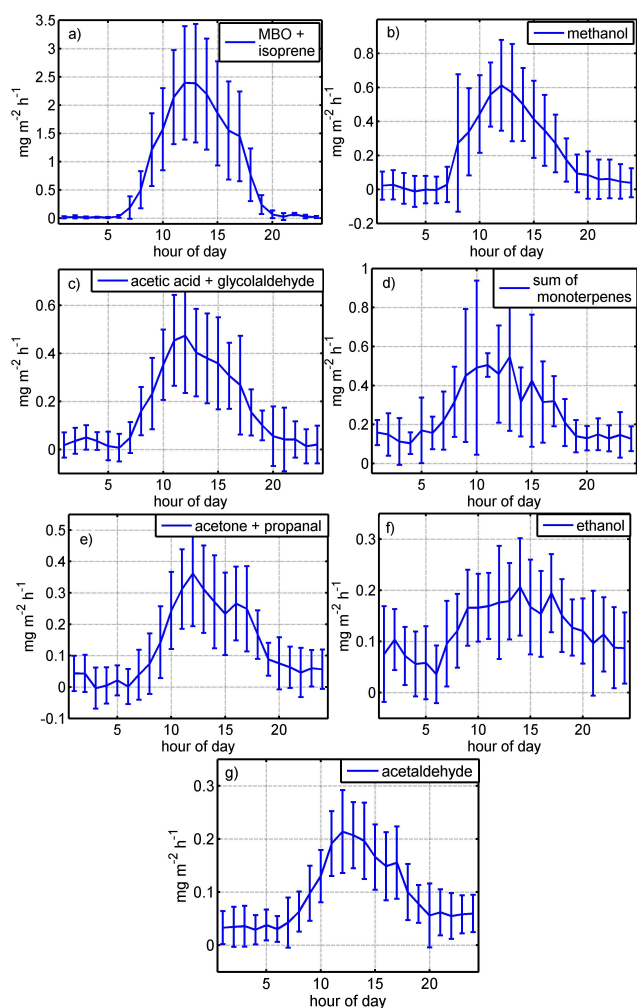 a)
MBO +
isoprene
mg m⁻² h⁻¹
3.5
3
2.5
2
1.5
1
0.5
0
5 10 15 20
hour of day
b)
methanol
mg m⁻² h⁻¹
0.8
0.6
0.4
0.2
0
-0.2
5 10 15 20
hour of day
c)
acetic acid + glycolaldehyde
mg m⁻² h⁻¹
0.6
0.4
0.2
0
5 10 15 20
hour of day
d)
sum of
monoterpenes
mg m⁻² h⁻¹
1
0.8
0.6
0.4
0.2
0
5 10 15 20
hour of day
e)
acetone + propanal
mg m⁻² h⁻¹
0.5
0.4
0.3
0.2
0.1
0
-0.1
5 10 15 20
hour of day
f)
ethanol
mg m⁻² h⁻¹
0.3
0.2
0.1
0
5 10 15 20
hour of day
g)
acetaldehyde
mg m⁻² h⁻¹
0.3
0.2
0.1
0
5 10 15 20
hour of day